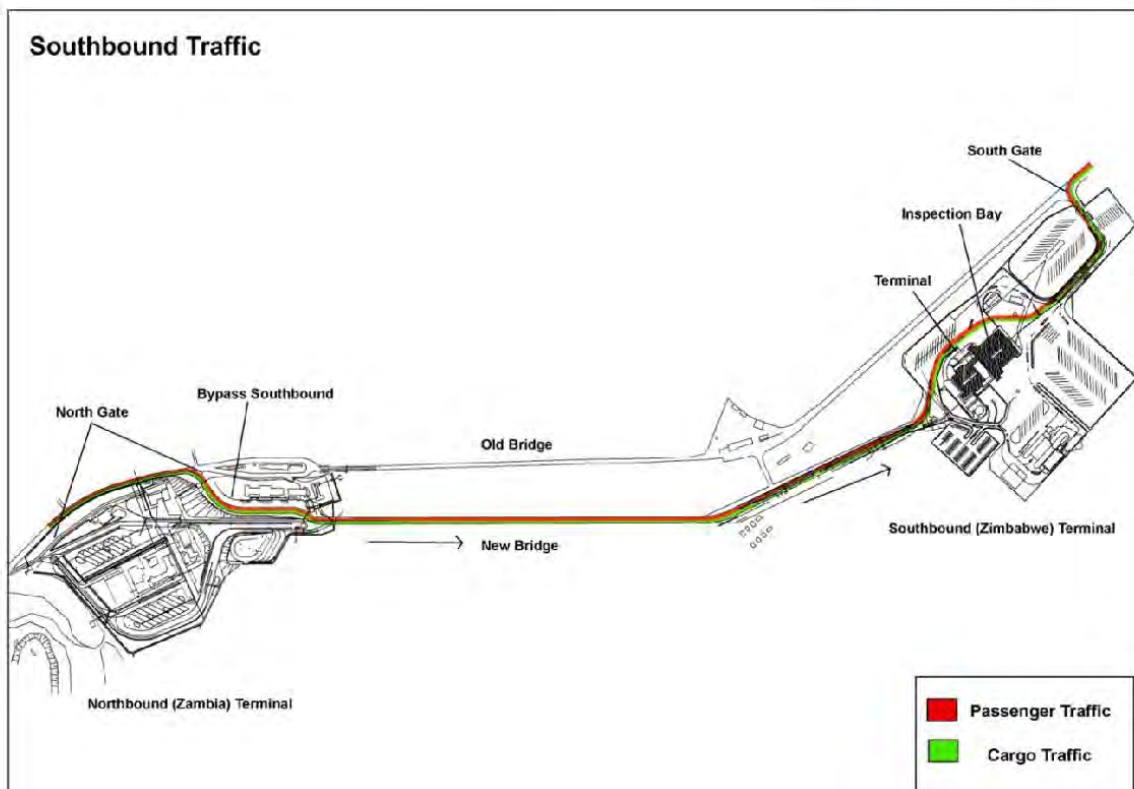 Southbound Traffic
South Gate
Inspection Bay
Terminal
Bypass Southbound
North Gate
Old Bridge
New Bridge
Southbound (Zimbabwe) Terminal
Northbound (Zambia) Terminal
Passenger Traffic
Cargo Traffic